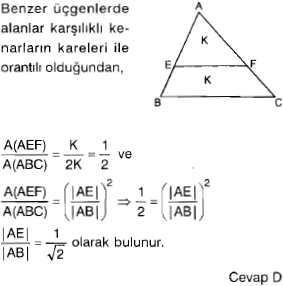 Benzer üçgenlerde
alanlar karşılıklı ke-
narların kareleri ile
orantılı olduğundan,
A
K
E F
K
B C
A(AEF)/A(ABC) = K/2K = 1/2 ve
A(AEF)/A(ABC) = (|AE|/|AB|)² ⇒ 1/2 = (|AE|/|AB|)²
|AE|/|AB| = 1/√2 olarak bulunur.
Cevap D